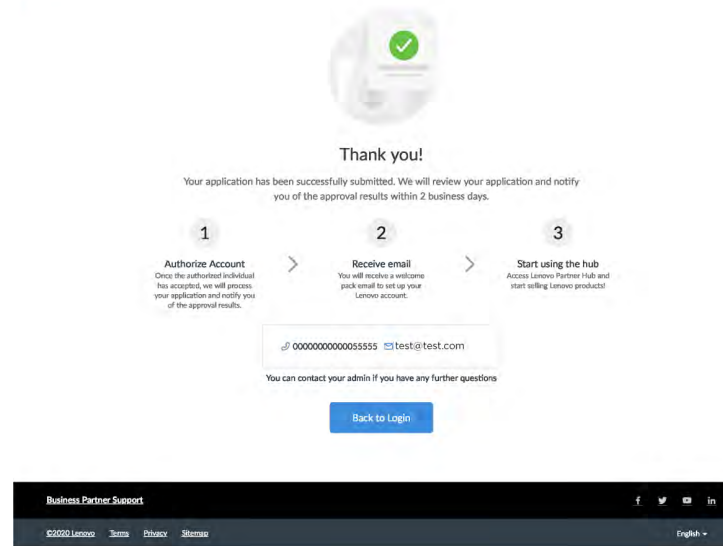 Thank you!
Your application has been successfully submitted. We will review your application and notify
you of the approval results within 2 business days.
1
Authorize Account
Once the authorized individual
has accepted, we will process
your application and notify you
of the approval results.
2
Receive email
You will receive a welcome
pack email to set up your
Lenovo account.
3
Start using the hub
Access Lenovo Partner Hub and
start selling Lenovo products!
00000000000055555 test@test.com
You can contact your admin if you have any further questions
Back to Login
Business Partner Support
©2020 Lenovo Terms Privacy Sitemap
English